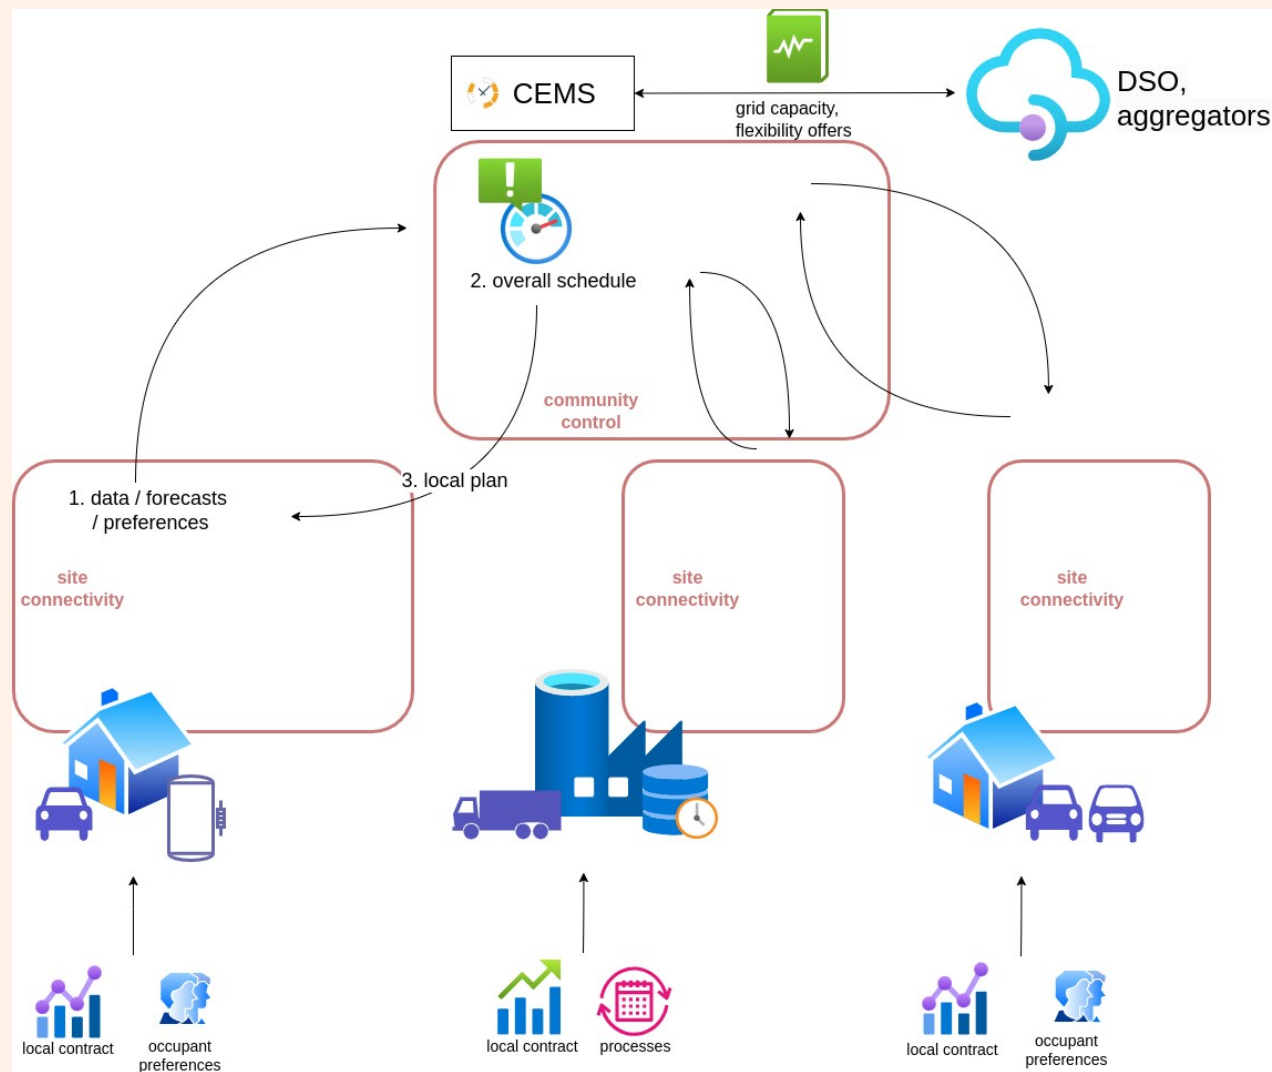 CEMS
grid capacity,
flexibility offers
DSO,
aggregators
2. overall schedule
community
control
3. local plan
1. data / forecasts
/ preferences
site
connectivity
site
connectivity
site
connectivity
local contract
occupant
preferences
local contract
processes
local contract
occupant
preferences